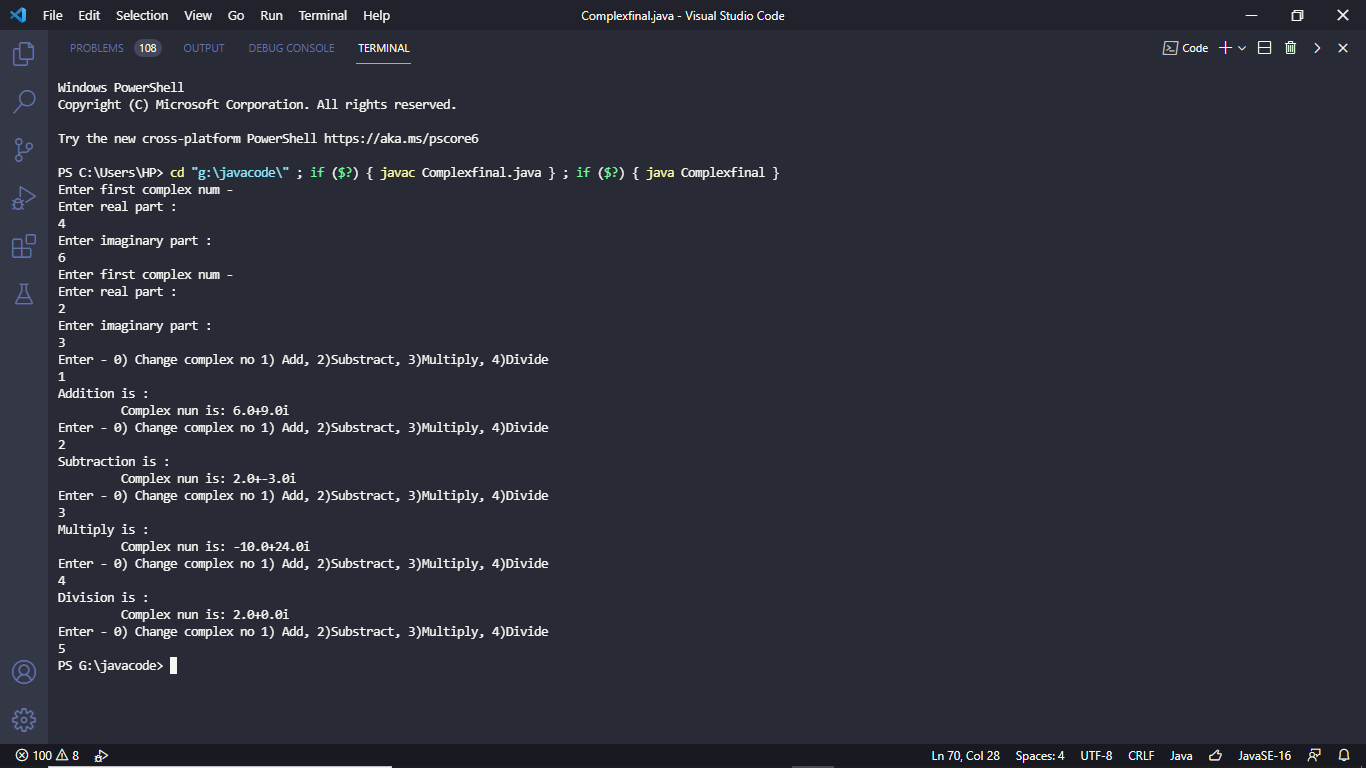 File Edit Selection View Go Run Terminal Help Complexfinal.java - Visual Studio Code
PROBLEMS 108 OUTPUT DEBUG CONSOLE TERMINAL Code
Windows PowerShell
Copyright (C) Microsoft Corporation. All rights reserved.
Try the new cross-platform PowerShell https://aka.ms/pscore6
PS C:\Users\HP> cd "g:\javacode\" ; if ($?) { javac Complexfinal.java } ; if ($?) { java Complexfinal }
Enter first complex num -
Enter real part :
4
Enter imaginary part :
6
Enter first complex num -
Enter real part :
2
Enter imaginary part :
3
Enter - 0) Change complex no 1) Add, 2)Substract, 3)Multiply, 4)Divide
1
Addition is :
Complex nun is: 6.0+9.0i
Enter - 0) Change complex no 1) Add, 2)Substract, 3)Multiply, 4)Divide
2
Subtraction is :
Complex nun is: 2.0+-3.0i
Enter - 0) Change complex no 1) Add, 2)Substract, 3)Multiply, 4)Divide
3
Multiply is :
Complex nun is: -10.0+24.0i
Enter - 0) Change complex no 1) Add, 2)Substract, 3)Multiply, 4)Divide
4
Division is :
Complex nun is: 2.0+0.0i
Enter - 0) Change complex no 1) Add, 2)Substract, 3)Multiply, 4)Divide
5
PS G:\javacode>
100 8 Ln 70, Col 28 Spaces: 4 UTF-8 CRLF Java JavaSE-16